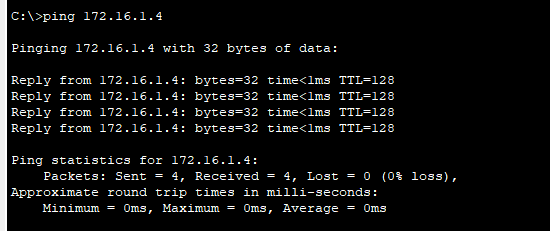 C:\>ping 172.16.1.4
Pinging 172.16.1.4 with 32 bytes of data:
Reply from 172.16.1.4: bytes=32 time<1ms TTL=128
Reply from 172.16.1.4: bytes=32 time<1ms TTL=128
Reply from 172.16.1.4: bytes=32 time<1ms TTL=128
Reply from 172.16.1.4: bytes=32 time<1ms TTL=128
Ping statistics for 172.16.1.4:
    Packets: Sent = 4, Received = 4, Lost = 0 (0% loss),
Approximate round trip times in milli-seconds:
    Minimum = 0ms, Maximum = 0ms, Average = 0ms